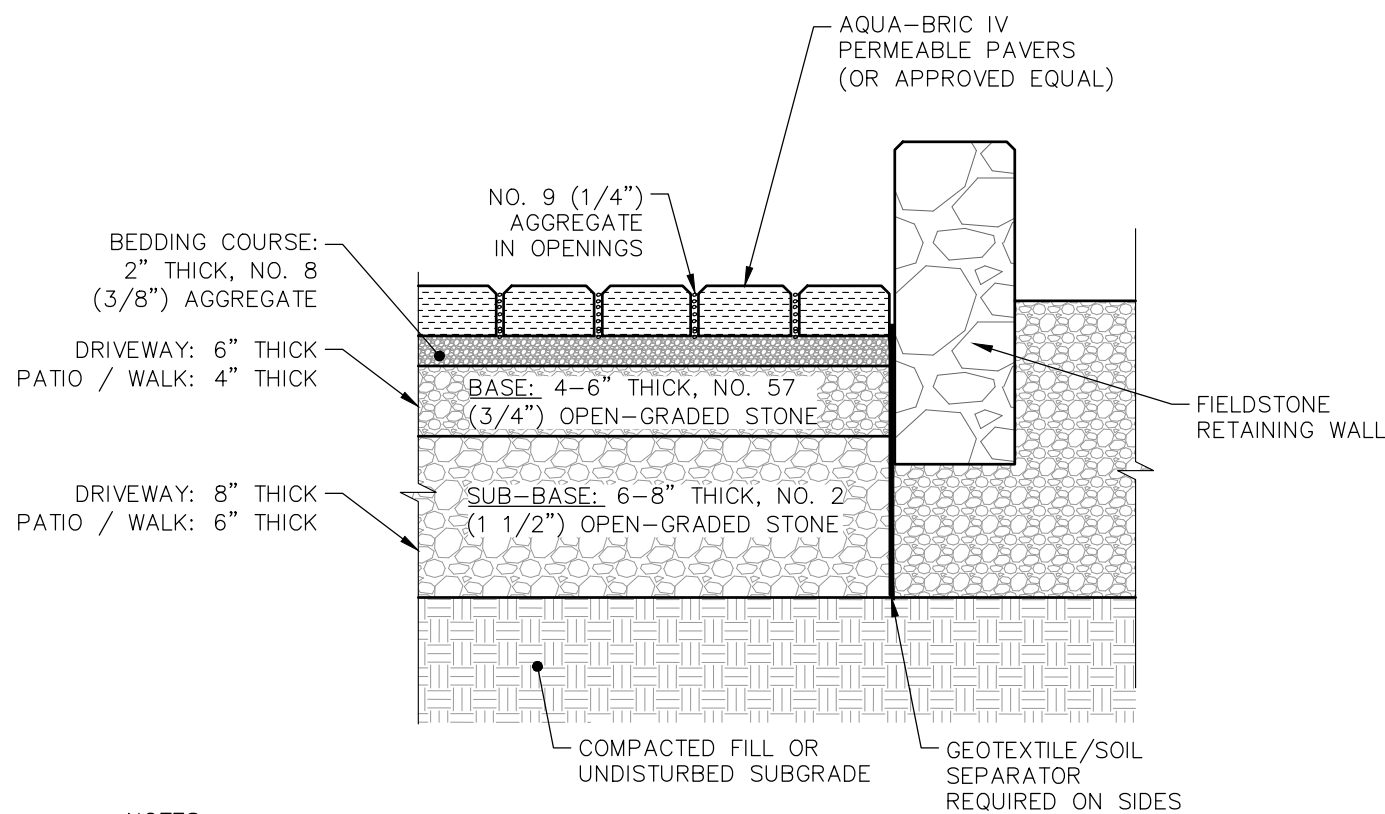 AQUA-BRIC IV
PERMEABLE PAVERS
(OR APPROVED EQUAL)
NO. 9 (1/4")
AGGREGATE
IN OPENINGS
BEDDING COURSE:
2" THICK, NO. 8
(3/8") AGGREGATE
DRIVEWAY: 6" THICK
PATIO / WALK: 4" THICK
BASE: 4-6" THICK, NO. 57
(3/4") OPEN-GRADED STONE
FIELDSTONE
RETAINING WALL
DRIVEWAY: 8" THICK
PATIO / WALK: 6" THICK
SUB-BASE: 6-8" THICK, NO. 2
(1 1/2") OPEN-GRADED STONE
COMPACTED FILL OR
UNDISTURBED SUBGRADE
GEOTEXTILE/SOIL
SEPARATOR
REQUIRED ON SIDES